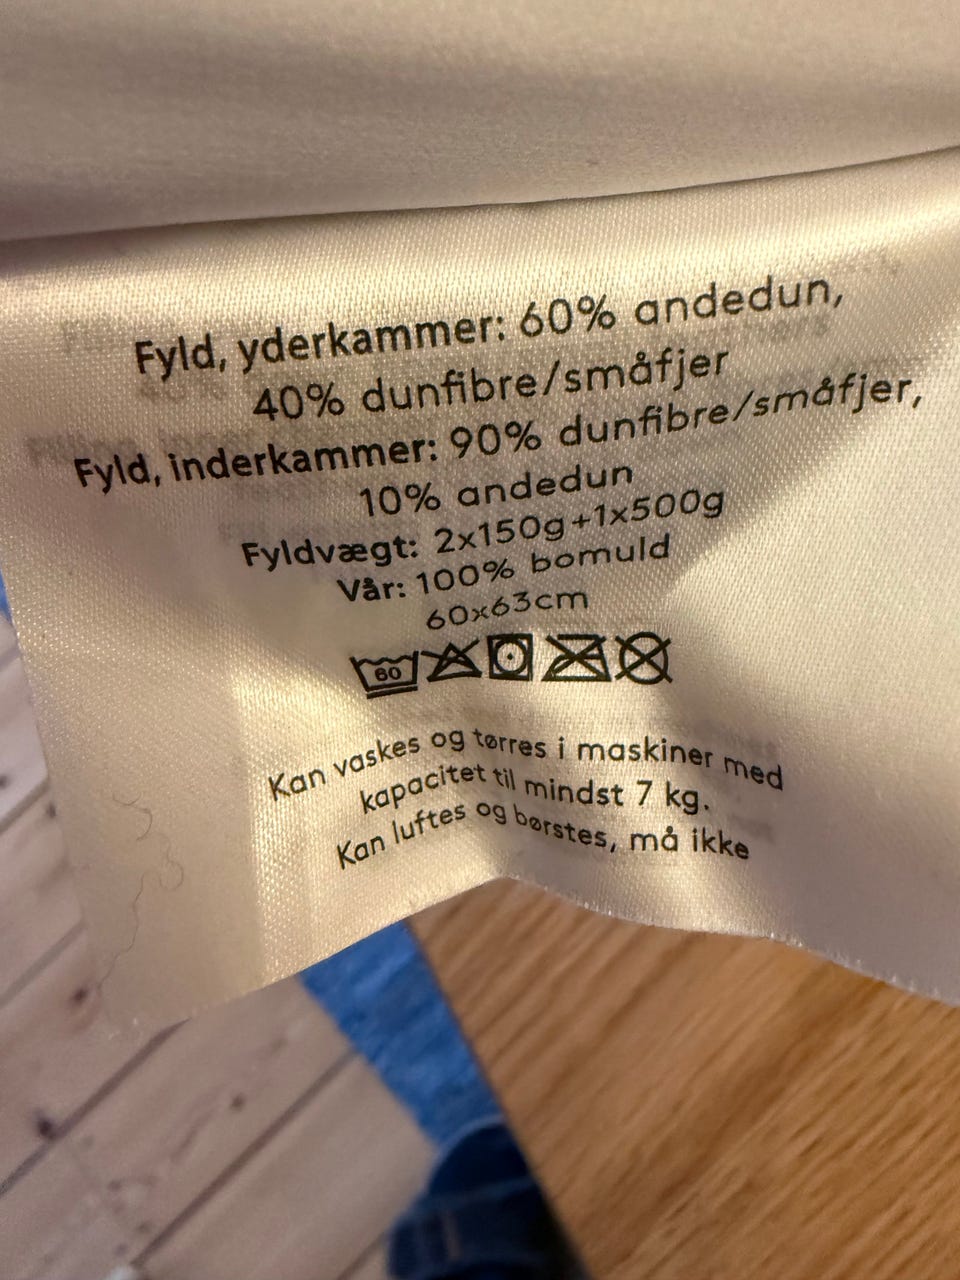 Fyld, yderkammer: 60% andedun,
40% dunfibre/småfjer
Fyld, inderkammer: 90% dunfibre/småfjer,
10% andedun
Fyldvægt: 2x150g+1x500g
Vår: 100% bomuld
60x63cm
60
Kan vaskes og tørres i maskiner med
kapacitet til mindst 7 kg.
Kan luftes og børstes, må ikke